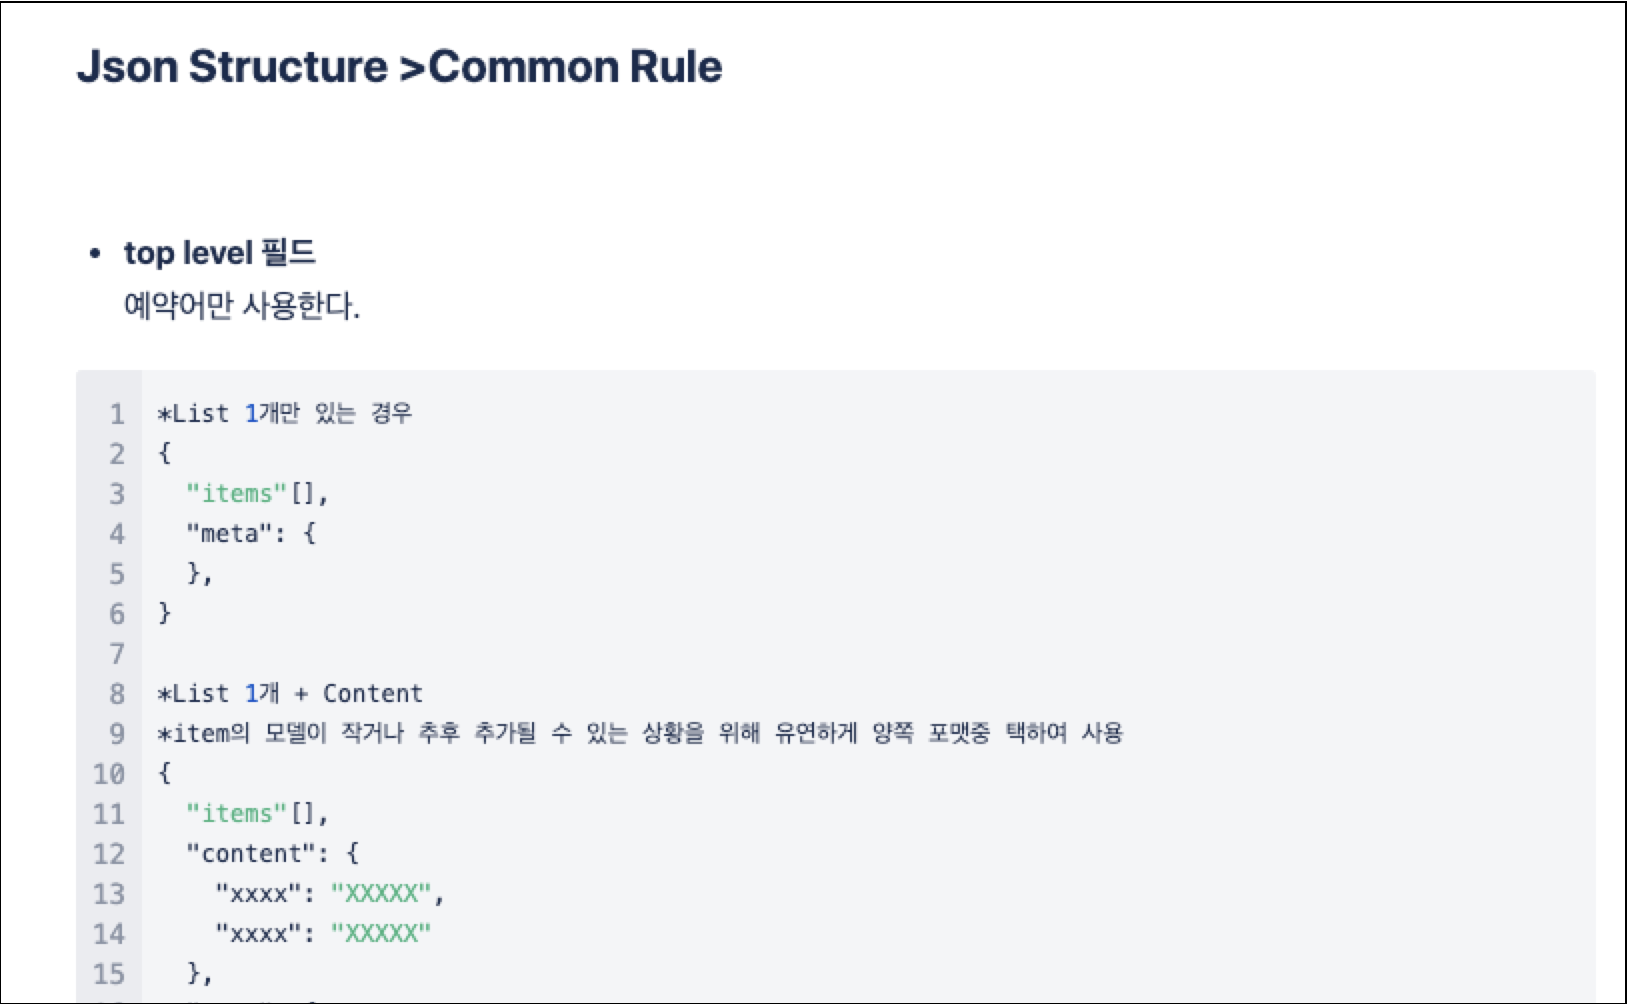 Json Structure >Common Rule
• top level 필드
예약어만 사용한다.
1 *List 1개만 있는 경우
2 {
3   "items"[],
4   "meta": {
5   },
6 }
7
8 *List 1개 + Content
9 *item의 모델이 작거나 추후 추가될 수 있는 상황을 위해 유연하게 양쪽 포맷중 택하여 사용
10 {
11   "items"[],
12   "content": {
13     "xxxx": "XXXXX",
14     "xxxx": "XXXXX"
15   },